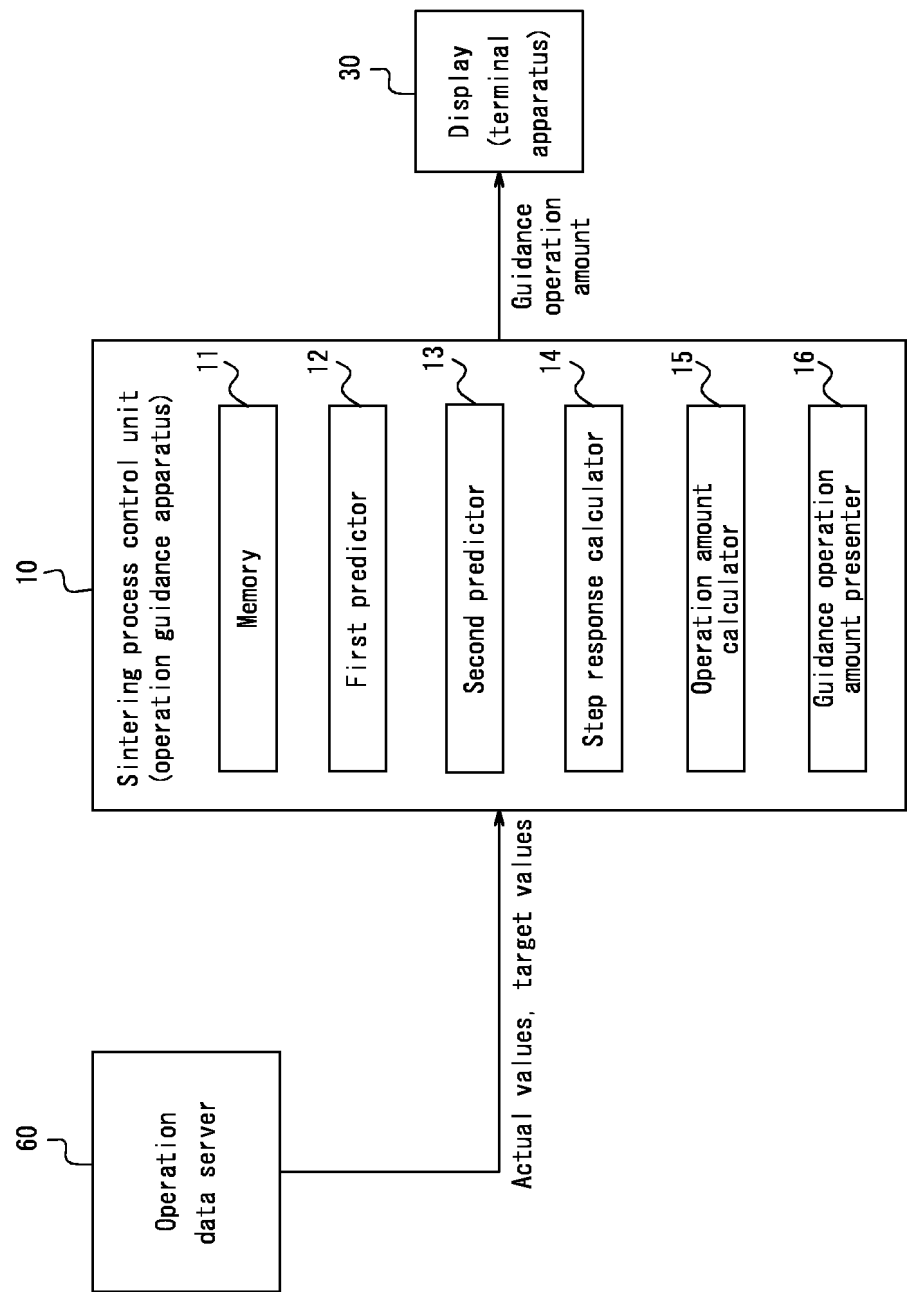 60
Operation
data server
Actual values, target values
10
Sintering process control unit
(operation guidance apparatus)
11
Memory
12
First predictor
13
Second predictor
14
Step response calculator
15
Operation amount
calculator
16
Guidance operation
amount presenter
Guidance
operation
amount
30
Display
(terminal
apparatus)